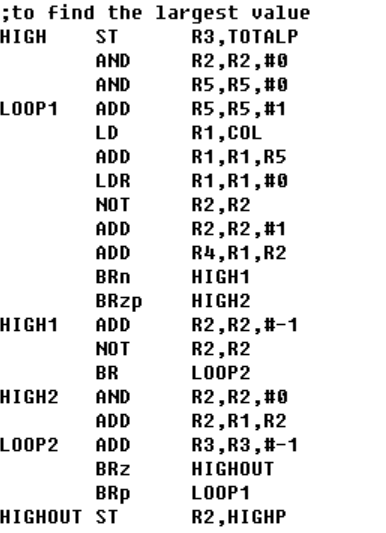 ;to find the largest value
HIGH ST R3,TOTALP
AND R2,R2,#0
AND R5,R5,#0
LOOP1 ADD R5,R5,#1
LD R1,COL
ADD R1,R1,R5
LDR R1,R1,#0
NOT R2,R2
ADD R2,R2,#1
ADD R4,R1,R2
BRn HIGH1
BRzp HIGH2
HIGH1 ADD R2,R2,#-1
NOT R2,R2
BR LOOP2
HIGH2 AND R2,R2,#0
ADD R2,R1,R2
LOOP2 ADD R3,R3,#-1
BRz HIGHOUT
BRp LOOP1
HIGHOUT ST R2,HIGHP